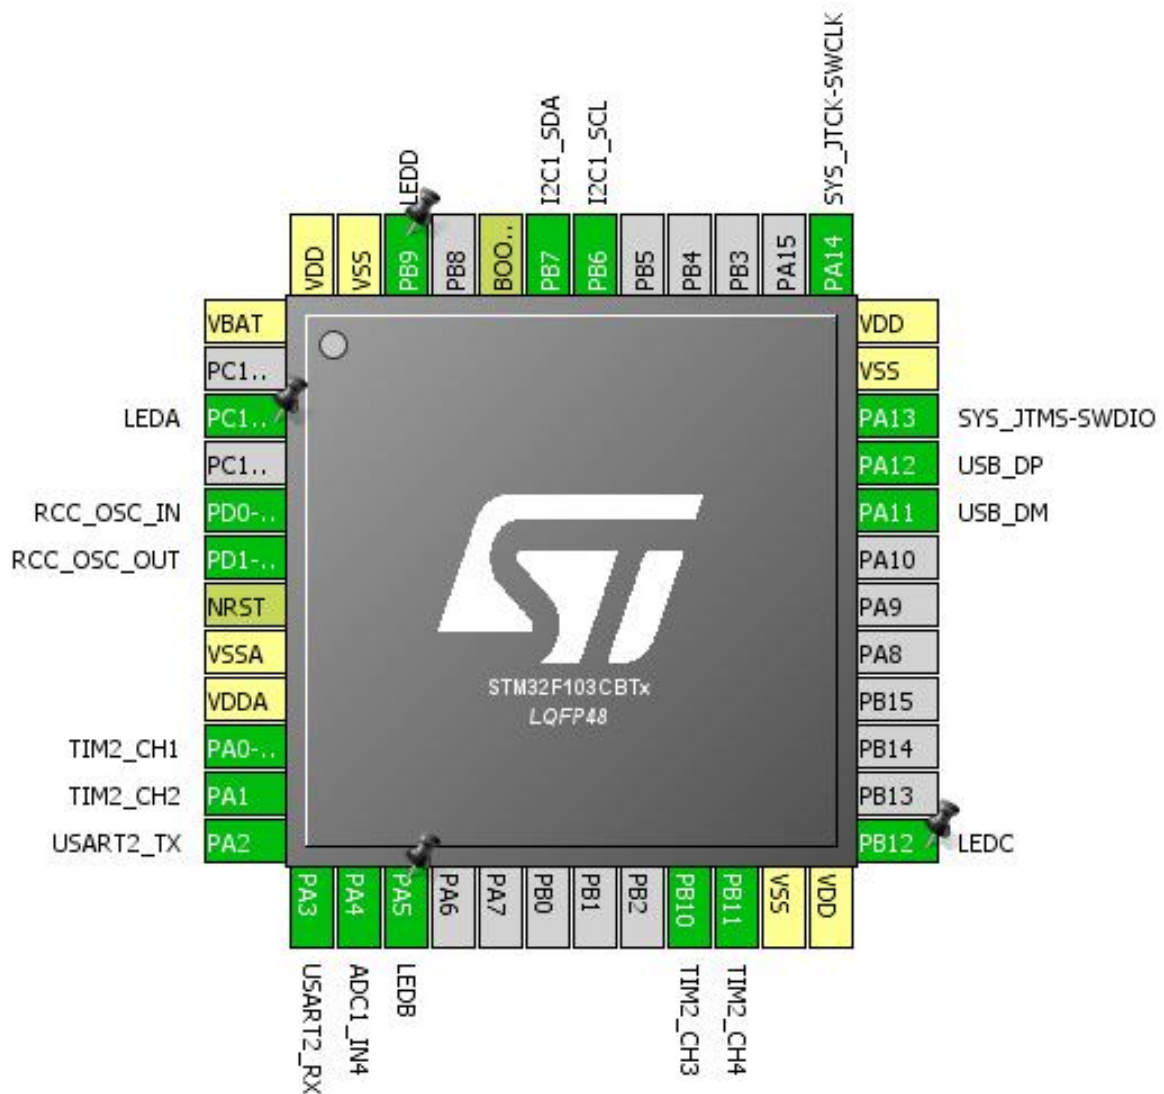 SYS_JTCK-SWCLK
I2C1_SDA
I2C1_SCL
LEDD
VDD
VSS
PB9
PB8
BOO..
PB7
PB6
PB5
PB4
PB3
PA15
PA14
VBAT
PC1..
LEDA PC1..
PC1..
RCC_OSC_IN PD0-..
RCC_OSC_OUT PD1-..
NRST
VSSA
VDDA
TIM2_CH1 PA0-..
TIM2_CH2 PA1
USART2_TX PA2
ST
STM32F103CBTx
LQFP48
VDD
VSS
PA13 SYS_JTMS-SWDIO
PA12 USB_DP
PA11 USB_DM
PA10
PA9
PA8
PB15
PB14
PB13
PB12 LEDC
PA3
PA4
PA5
PA6
PA7
PB0
PB1
PB2
PB10
PB11
VSS
VDD
USART2_RX
ADC1_IN4
LEDB
TIM2_CH3
TIM2_CH4